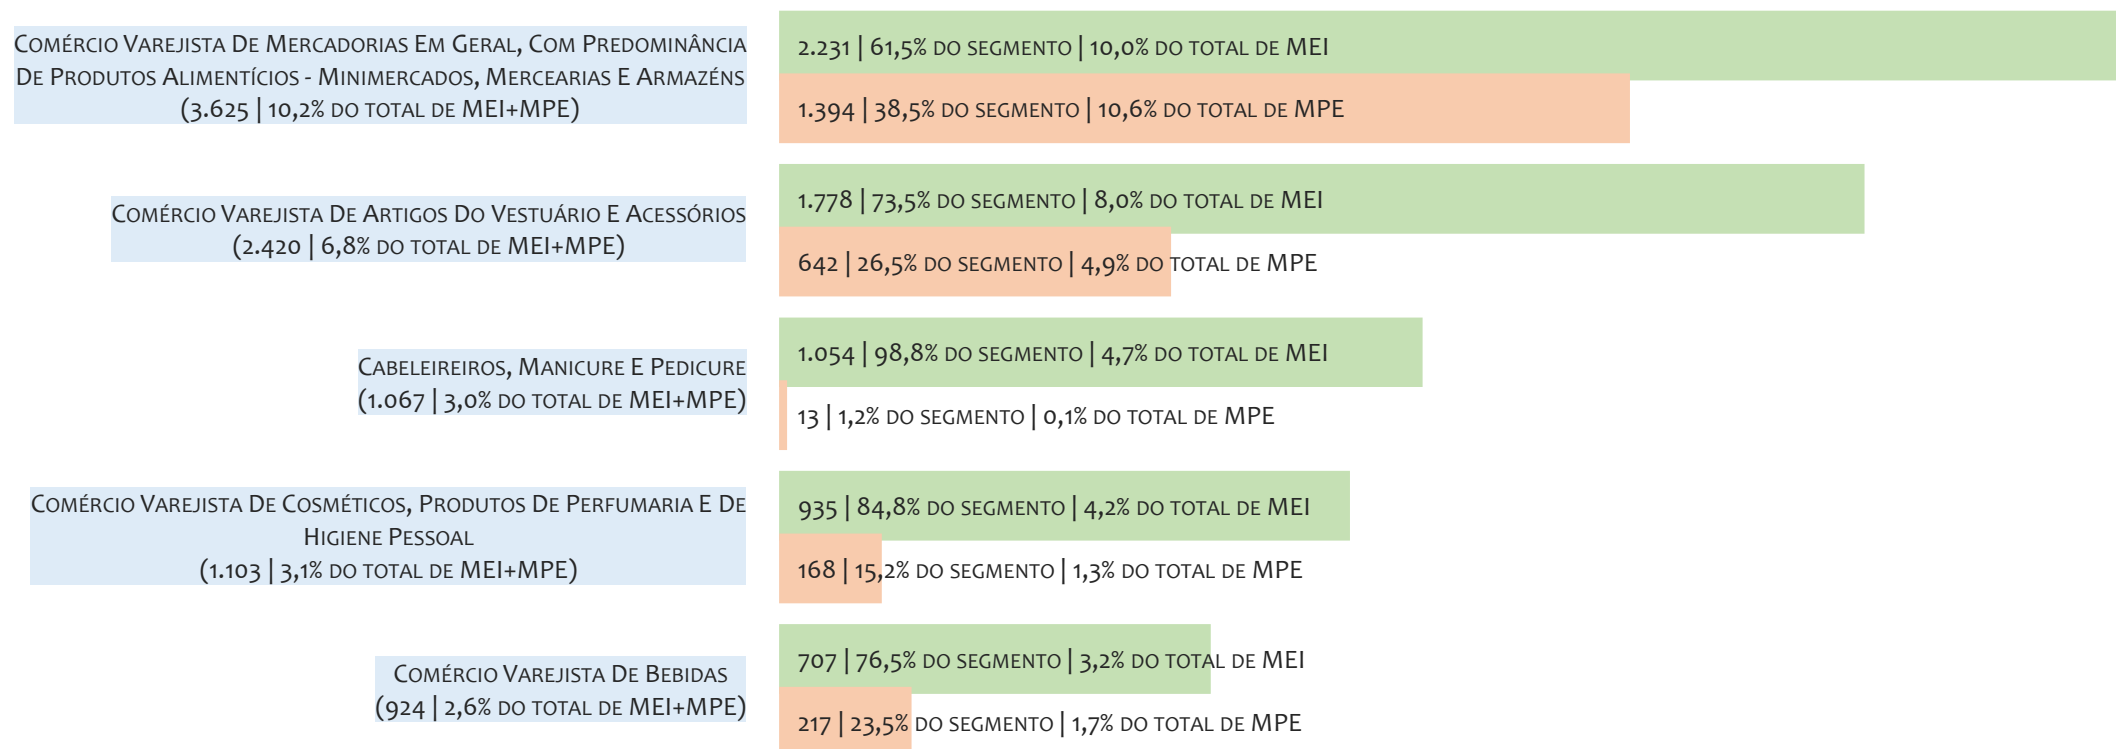 Comércio Varejista De Mercadorias Em Geral, Com Predominância
De Produtos Alimentícios - Minimercados, Mercearias E Armazéns
(3.625 | 10,2% do total de MEI+MPE)
2.231 | 61,5% do segmento | 10,0% do total de MEI
1.394 | 38,5% do segmento | 10,6% do total de MPE
Comércio Varejista De Artigos Do Vestuário E Acessórios
(2.420 | 6,8% do total de MEI+MPE)
1.778 | 73,5% do segmento | 8,0% do total de MEI
642 | 26,5% do segmento | 4,9% do total de MPE
Cabeleireiros, Manicure E Pedicure
(1.067 | 3,0% do total de MEI+MPE)
1.054 | 98,8% do segmento | 4,7% do total de MEI
13 | 1,2% do segmento | 0,1% do total de MPE
Comércio Varejista De Cosméticos, Produtos De Perfumaria E De
Higiene Pessoal
(1.103 | 3,1% do total de MEI+MPE)
935 | 84,8% do segmento | 4,2% do total de MEI
168 | 15,2% do segmento | 1,3% do total de MPE
Comércio Varejista De Bebidas
(924 | 2,6% do total de MEI+MPE)
707 | 76,5% do segmento | 3,2% do total de MEI
217 | 23,5% do segmento | 1,7% do total de MPE